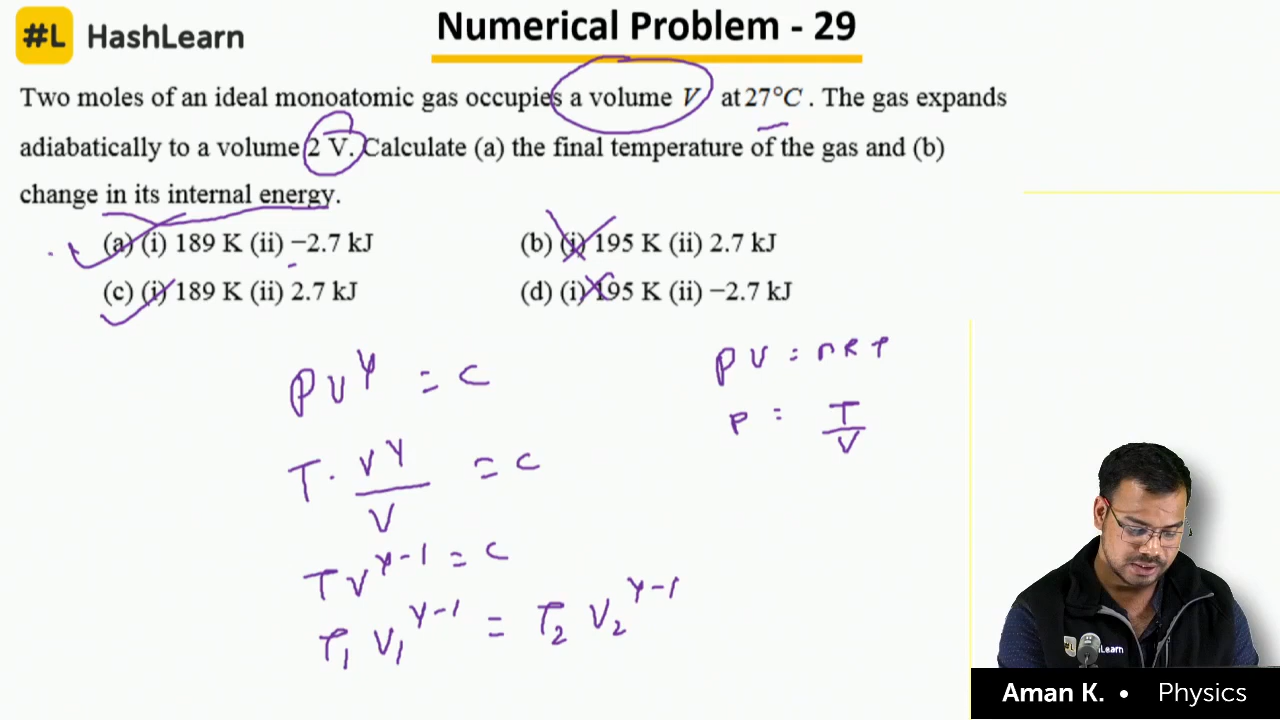 #L HashLearn
Numerical Problem - 29
Two moles of an ideal monoatomic gas occupies a volume V at 27°C . The gas expands
adiabatically to a volume 2 V. Calculate (a) the final temperature of the gas and (b)
change in its internal energy.
(a) (i) 189 K (ii) −2.7 kJ
(b) (i) 195 K (ii) 2.7 kJ
(c) (i) 189 K (ii) 2.7 kJ
(d) (i) 195 K (ii) −2.7 kJ
PV^γ = C
T · V^γ / V = C
TV^γ-1 = C
T₁ V₁^γ-1 = T₂ V₂^γ-1
PV = nRT
P = T / V
#L HashLearn
Aman K. • Physics